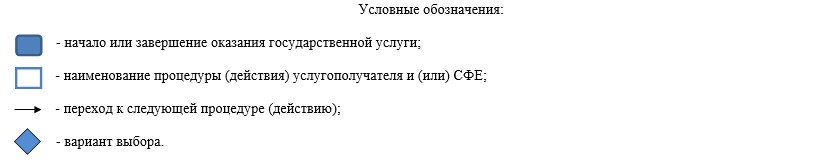 Условные обозначения:
- начало или завершение оказания государственной услуги;
- наименование процедуры (действия) услугополучателя и (или) СФЕ;
- переход к следующей процедуре (действию);
- вариант выбора.